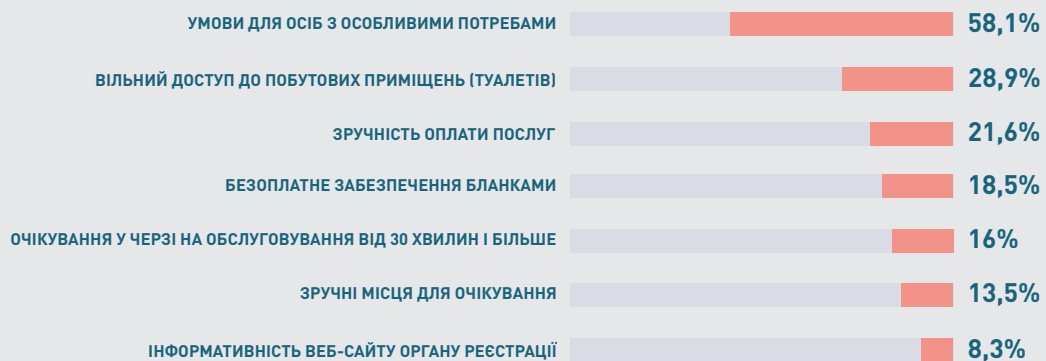 УМОВИ ДЛЯ ОСІБ З ОСОБЛИВИМИ ПОТРЕБАМИ 58,1%
ВІЛЬНИЙ ДОСТУП ДО ПОБУТОВИХ ПРИМІЩЕНЬ (ТУАЛЕТІВ) 28,9%
ЗРУЧНІСТЬ ОПЛАТИ ПОСЛУГ 21,6%
БЕЗОПЛАТНЕ ЗАБЕЗПЕЧЕННЯ БЛАНКАМИ 18,5%
ОЧІКУВАННЯ У ЧЕРЗІ НА ОБСЛУГОВУВАННЯ ВІД 30 ХВИЛИН І БІЛЬШЕ 16%
ЗРУЧНІ МІСЦЯ ДЛЯ ОЧІКУВАННЯ 13,5%
ІНФОРМАТИВНІСТЬ ВЕБ-САЙТУ ОРГАНУ РЕЄСТРАЦІЇ 8,3%